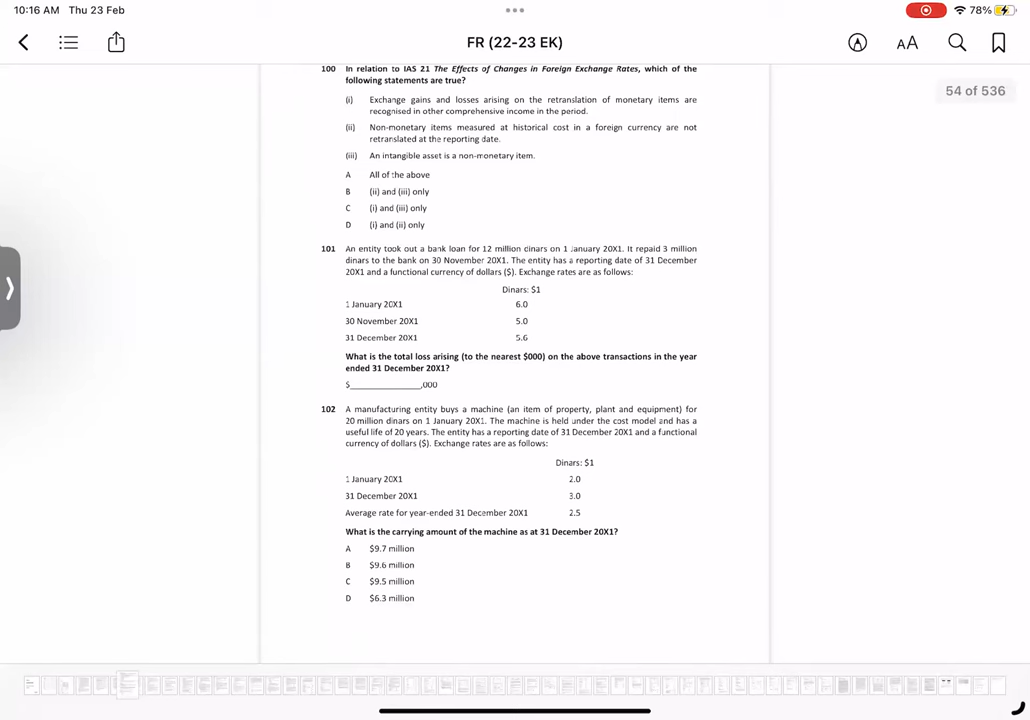 10:16 AM Thu 23 Feb
78%
FR (22-23 EK)
AA
54 of 536
100 In relation to IAS 21 The Effects of Changes in Foreign Exchange Rates, which of the
following statements are true?
(i) Exchange gains and losses arising on the retranslation of monetary items are
recognised in other comprehensive income in the period.
(ii) Non-monetary items measured at historical cost in a foreign currency are not
retranslated at the reporting date.
(iii) An intangible asset is a non-monetary item.
A All of the above
B (ii) and (iii) only
C (i) and (iii) only
D (i) and (ii) only
101 An entity took out a bank loan for 12 million dinars on 1 January 20X1. It repaid 3 million
dinars to the bank on 30 November 20X1. The entity has a reporting date of 31 December
20X1 and a functional currency of dollars ($). Exchange rates are as follows:
Dinars: $1
1 January 20X1 6.0
30 November 20X1 5.0
31 December 20X1 5.6
What is the total loss arising (to the nearest $000) on the above transactions in the year
ended 31 December 20X1?
$_______________,000
102 A manufacturing entity buys a machine (an item of property, plant and equipment) for
20 million dinars on 1 January 20X1. The machine is held under the cost model and has a
useful life of 20 years. The entity has a reporting date of 31 December 20X1 and a functional
currency of dollars ($). Exchange rates are as follows:
Dinars: $1
1 January 20X1 2.0
31 December 20X1 3.0
Average rate for year-ended 31 December 20X1 2.5
What is the carrying amount of the machine as at 31 December 20X1?
A $9.7 million
B $9.6 million
C $9.5 million
D $6.3 million